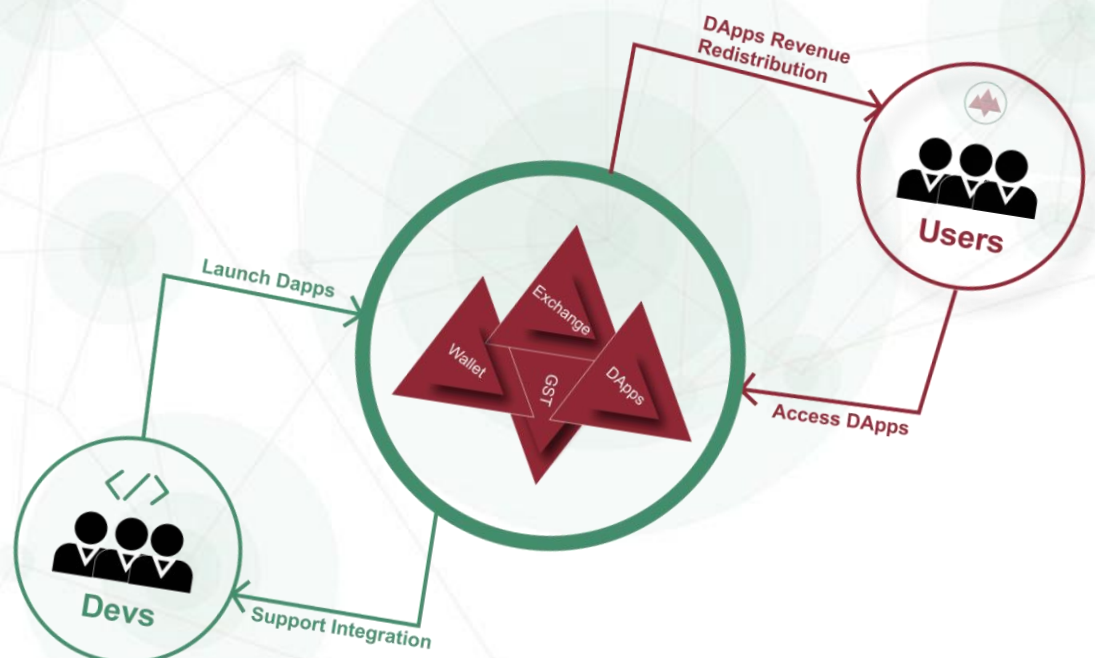 DApps Revenue
Redistribution
Users
Access DApps
Exchange
Wallet
GST
DApps
Launch Dapps
</>
Devs
Support Integration